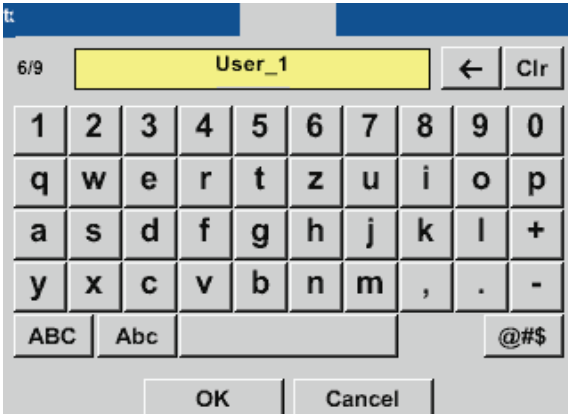 6/9 User_1 ← Clr
1 2 3 4 5 6 7 8 9 0
q w e r t z u i o p
a s d f g h j k l +
y x c v b n m , . -
ABC Abc @#$
OK Cancel